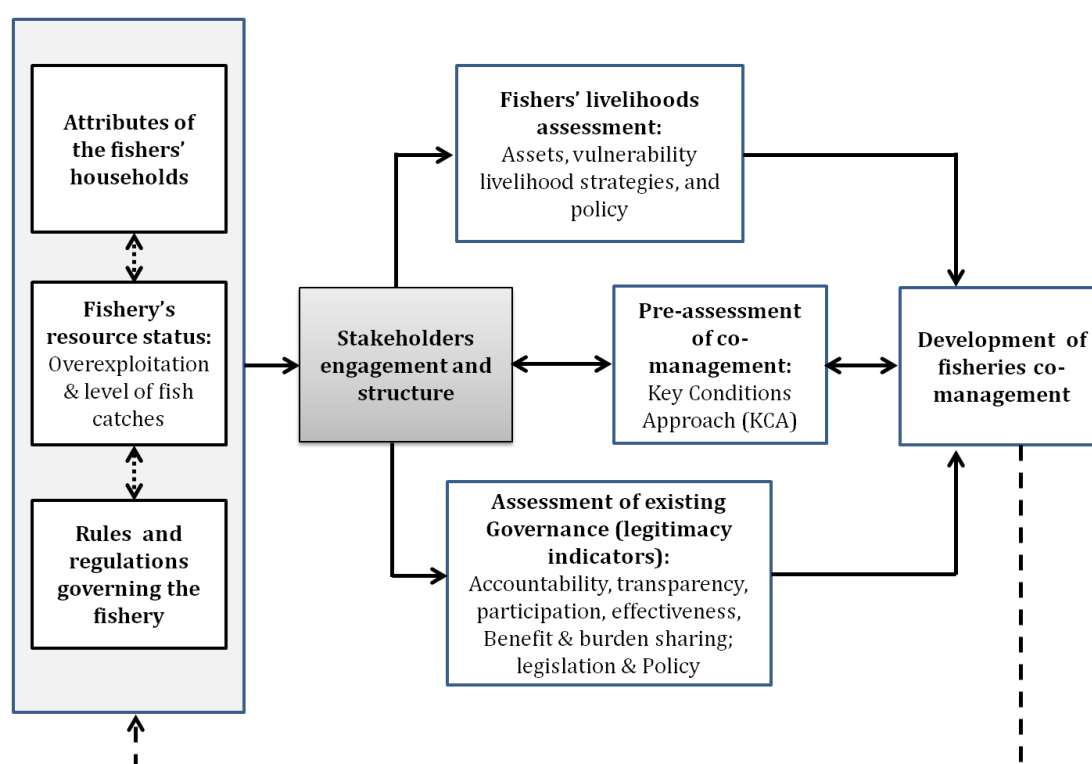 Attributes of
the fishers'
households
Fishery's
resource status:
Overexploitation
& level of fish
catches
Rules and
regulations
governing the
fishery
Stakeholders
engagement and
structure
Fishers' livelihoods
assessment:
Assets, vulnerability
livelihood strategies, and
policy
Pre-assessment
of co-
management:
Key Conditions
Approach (KCA)
Assessment of existing
Governance (legitimacy
indicators):
Accountability, transparency,
participation, effectiveness,
Benefit & burden sharing;
legislation & Policy
Development of
fisheries co-
management